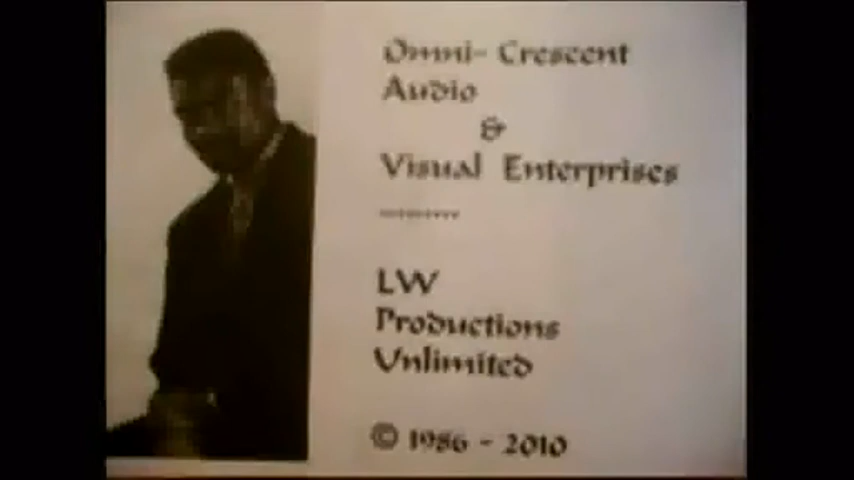 Omni-Crescent
Audio
&
Visual Enterprises
---------
LW
Productions
Unlimited
© 1986 - 2010